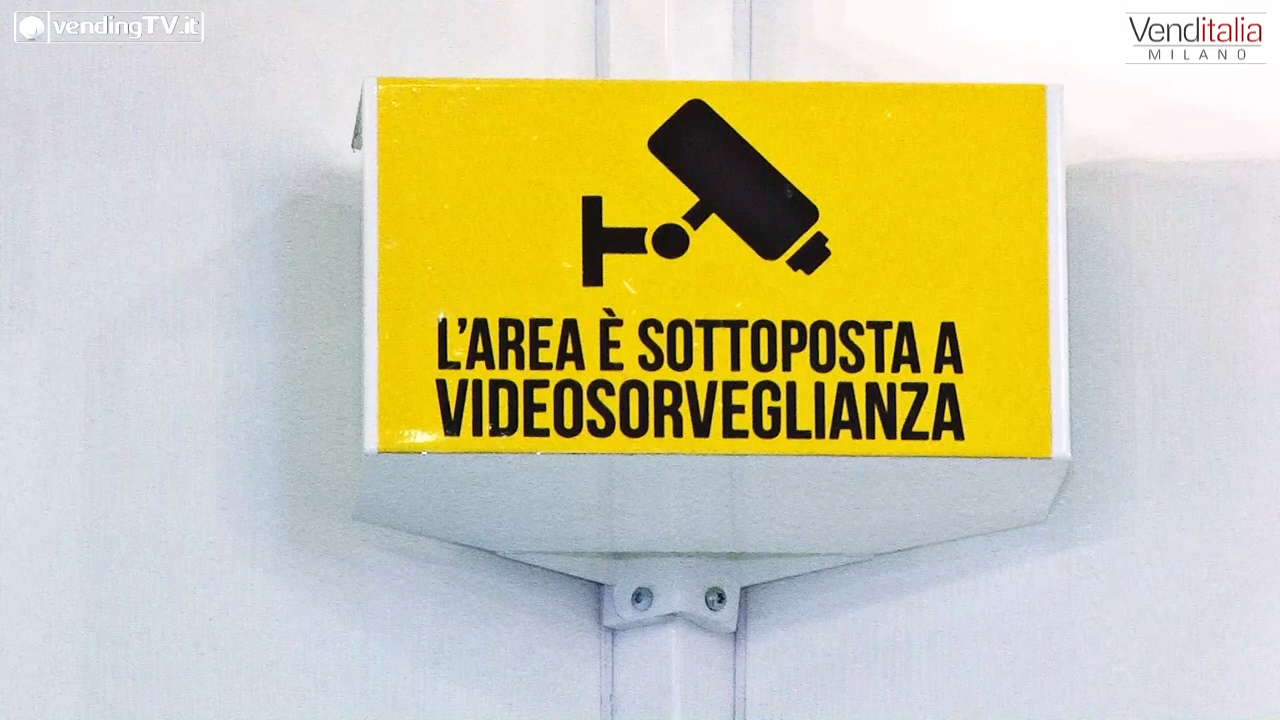 vendingTV.it
Venditalia
MILANO
L'AREA È SOTTOPOSTA A
VIDEOSORVEGLIANZA